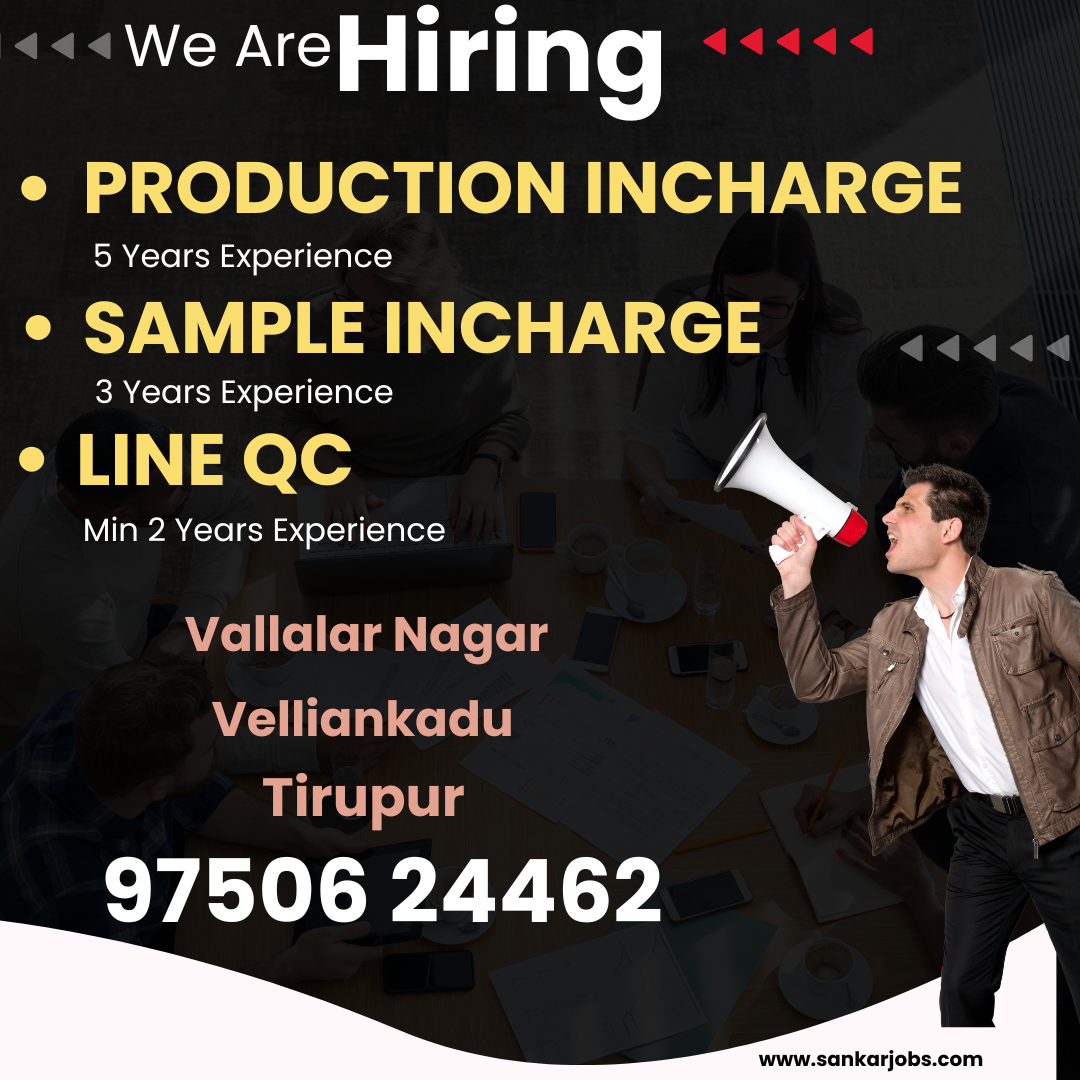 We Are Hiring
PRODUCTION INCHARGE
5 Years Experience
SAMPLE INCHARGE
3 Years Experience
LINE QC
Min 2 Years Experience
Vallalar Nagar
Velliankadu
Tirupur
97506 24462
www.sankarjobs.com